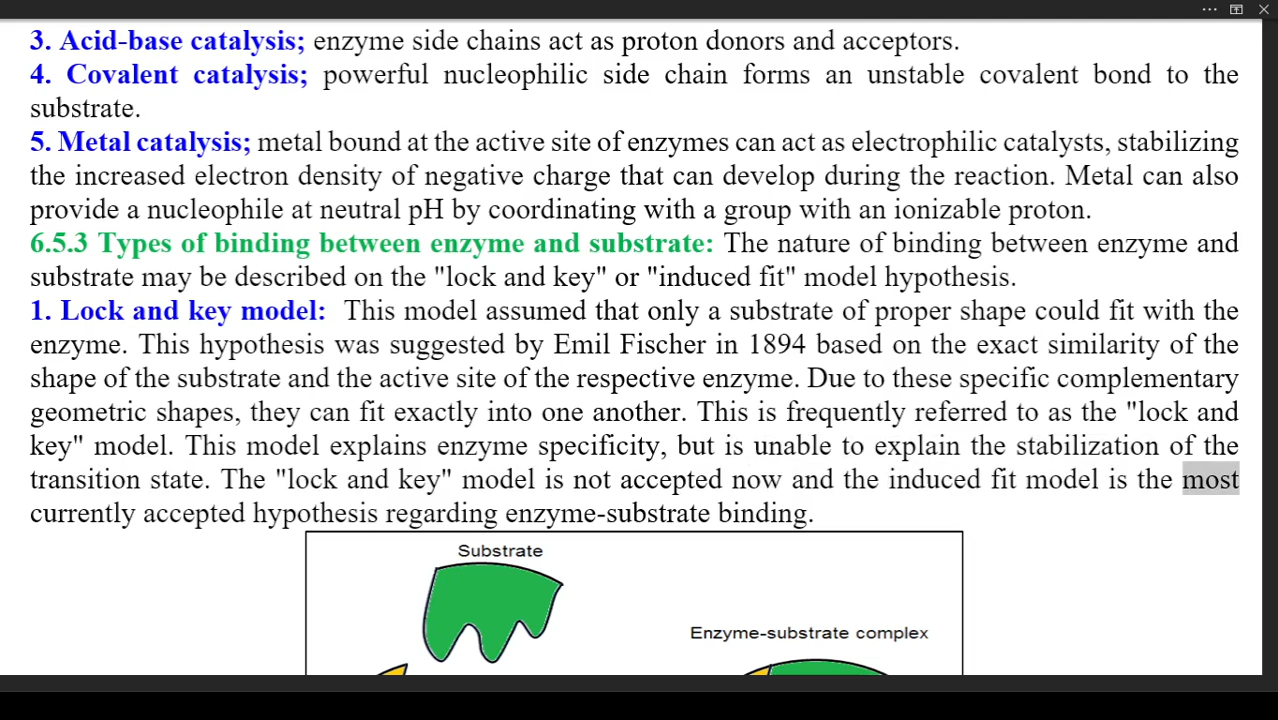 3. Acid-base catalysis; enzyme side chains act as proton donors and acceptors.
4. Covalent catalysis; powerful nucleophilic side chain forms an unstable covalent bond to the
substrate.
5. Metal catalysis; metal bound at the active site of enzymes can act as electrophilic catalysts, stabilizing
the increased electron density of negative charge that can develop during the reaction. Metal can also
provide a nucleophile at neutral pH by coordinating with a group with an ionizable proton.
6.5.3 Types of binding between enzyme and substrate: The nature of binding between enzyme and
substrate may be described on the "lock and key" or "induced fit" model hypothesis.
1. Lock and key model: This model assumed that only a substrate of proper shape could fit with the
enzyme. This hypothesis was suggested by Emil Fischer in 1894 based on the exact similarity of the
shape of the substrate and the active site of the respective enzyme. Due to these specific complementary
geometric shapes, they can fit exactly into one another. This is frequently referred to as the "lock and
key" model. This model explains enzyme specificity, but is unable to explain the stabilization of the
transition state. The "lock and key" model is not accepted now and the induced fit model is the most
currently accepted hypothesis regarding enzyme-substrate binding.
Substrate
Enzyme-substrate complex